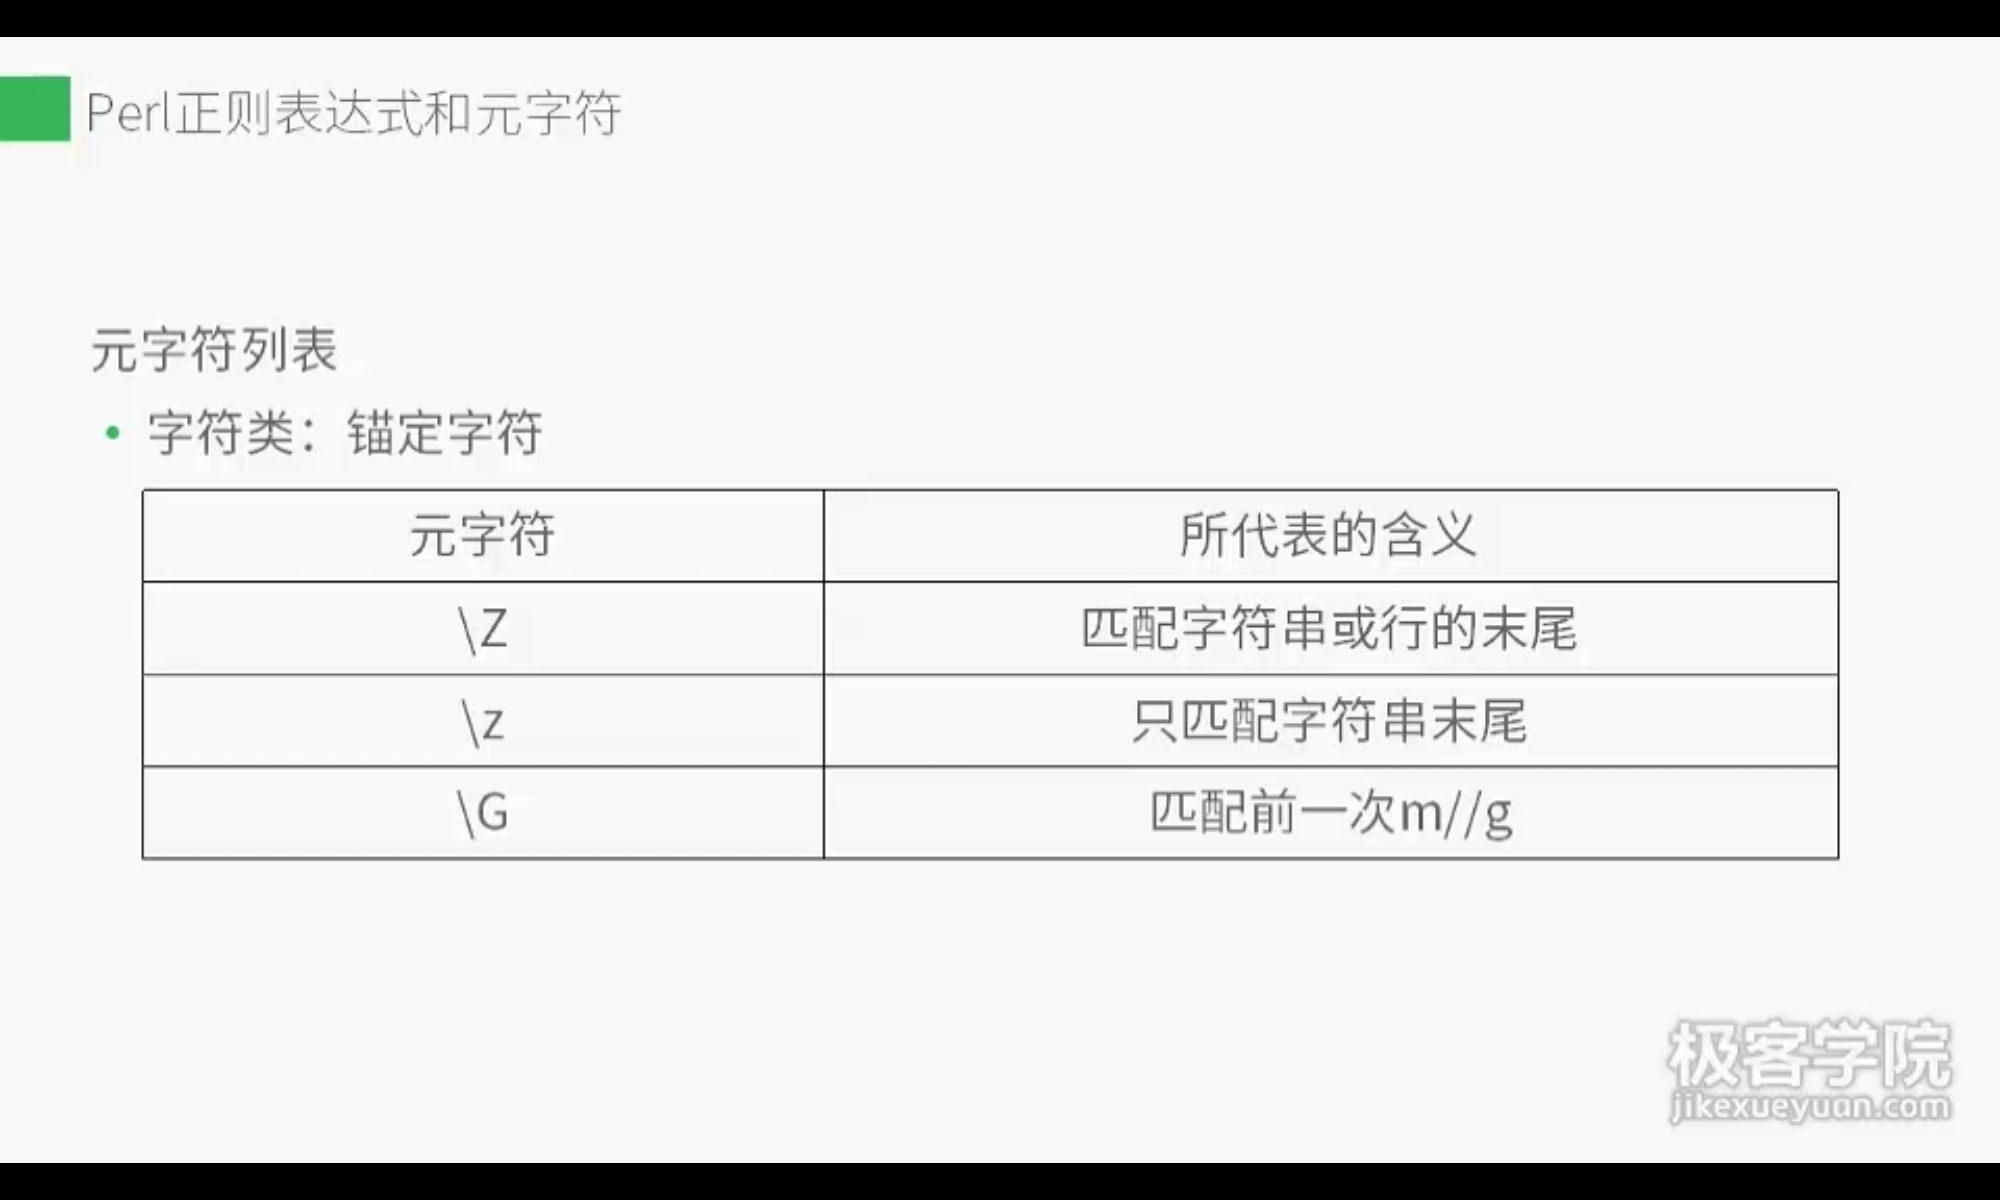 Perl正则表达式和元字符
元字符列表
• 字符类：锚定字符
元字符 所代表的含义
\Z 匹配字符串或行的末尾
\z 只匹配字符串末尾
\G 匹配前一次m//g
极客学院
jikexueyuan.com